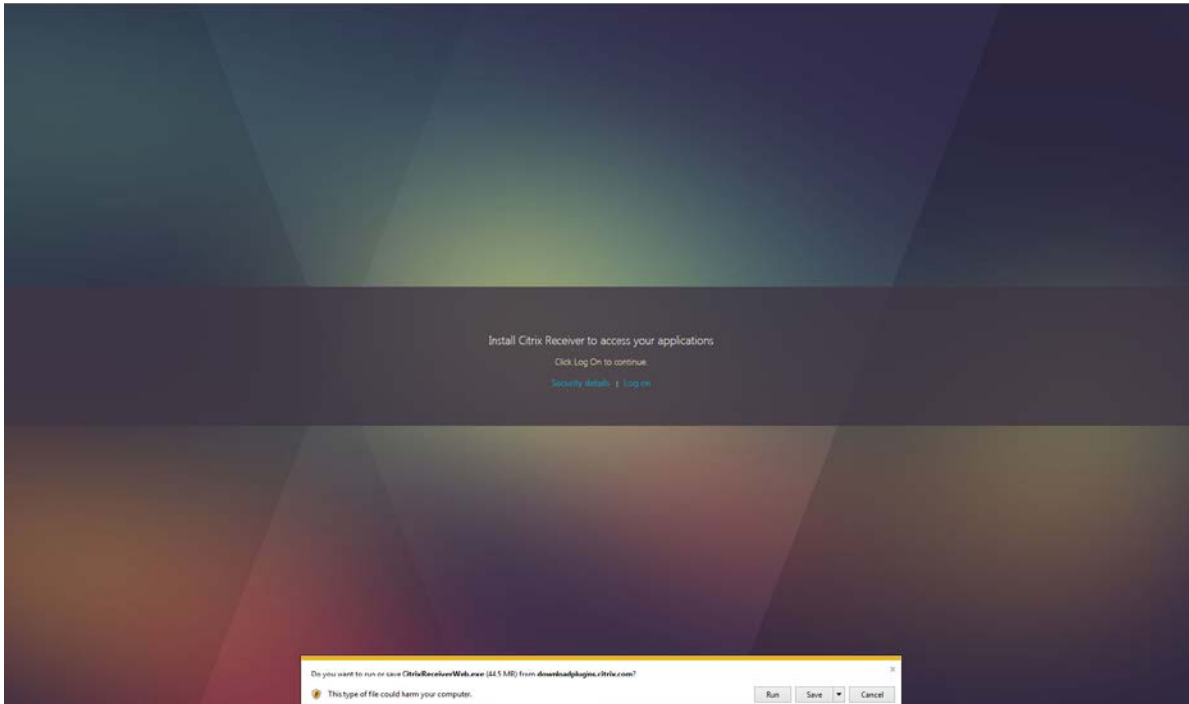 Install Citrix Receiver to access your applications
Click Log On to continue.
Security details | Log on
Do you want to run or save CitrixReceiverWeb.exe (44.5 MB) from downloadplugins.citrix.com?
This type of file could harm your computer.
Run Save Cancel